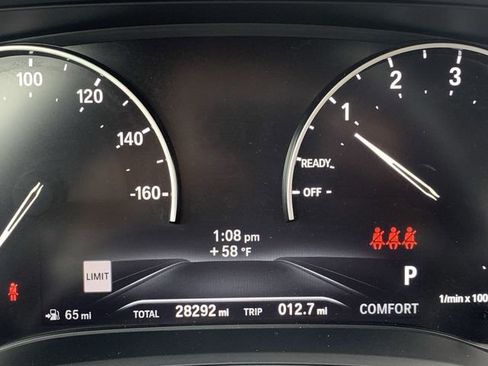 100
120
140
-160
1
2
3
READY
OFF
1:08 pm
+ 58 °F
LIMIT
P
65 mi
TOTAL 28292 mi TRIP 012.7 mi COMFORT
1/min x 100